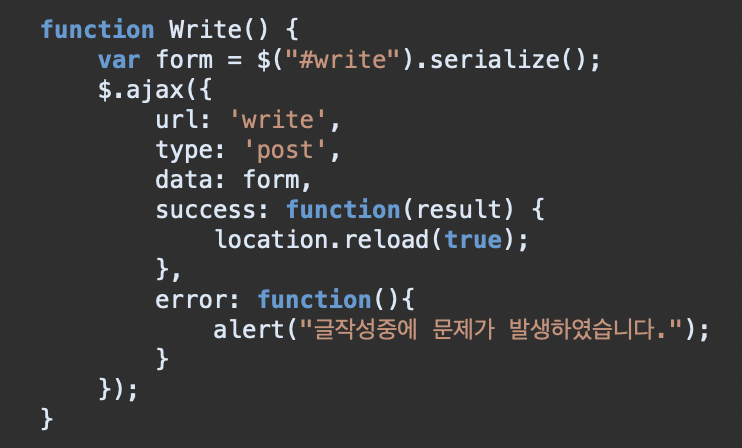 function Write() {
    var form = $("#write").serialize();
    $.ajax({
        url: 'write',
        type: 'post',
        data: form,
        success: function(result) {
            location.reload(true);
        },
        error: function(){
            alert("글작성중에 문제가 발생하였습니다.");
        }
    });
}